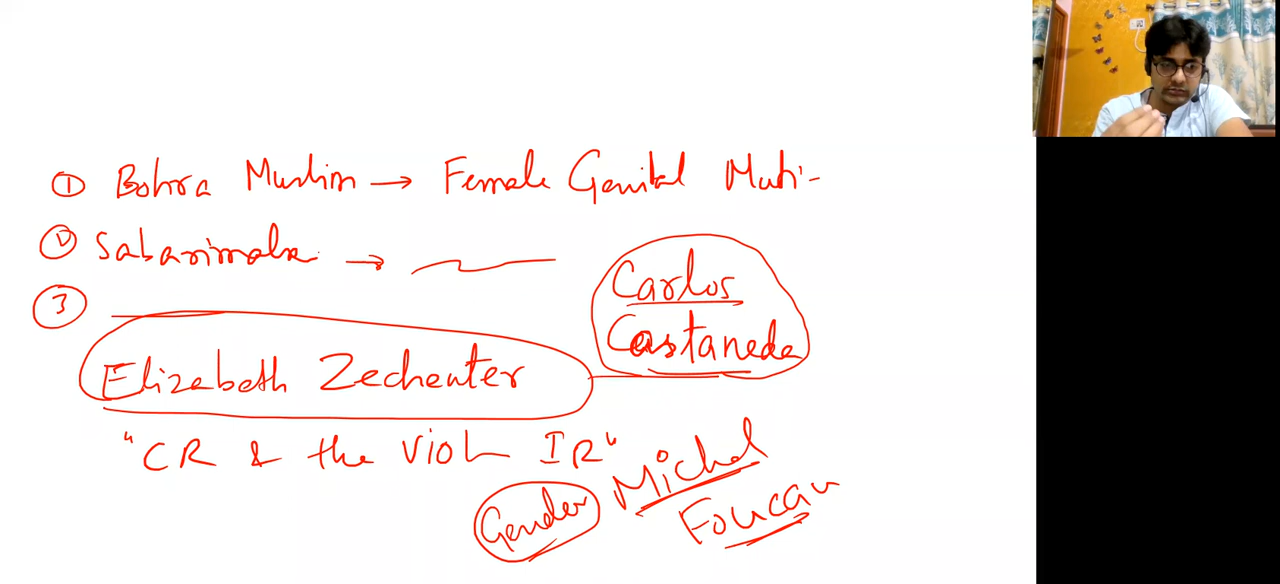 ① Bohra Muslim → Female Genital Muti-
② Sabarimala →
③
Carlos
Castaneda
Elizabeth Zechenter
"CR & the Viol IR"
Gender
Michel
Foucau